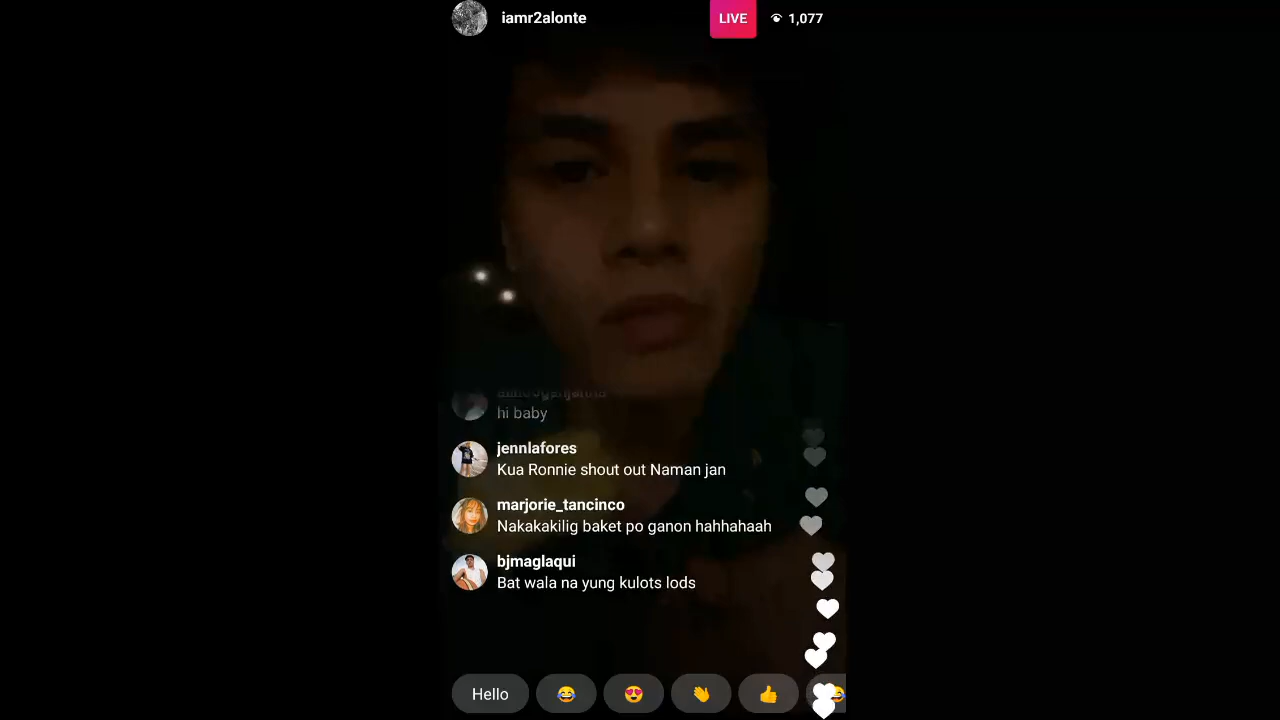 iamr2alonte
LIVE
1,077
hi baby
jennlafores
Kua Ronnie shout out Naman jan
marjorie_tancinco
Nakakakilig baket po ganon hahhahaah
bjmaglaqui
Bat wala na yung kulots lods
Hello